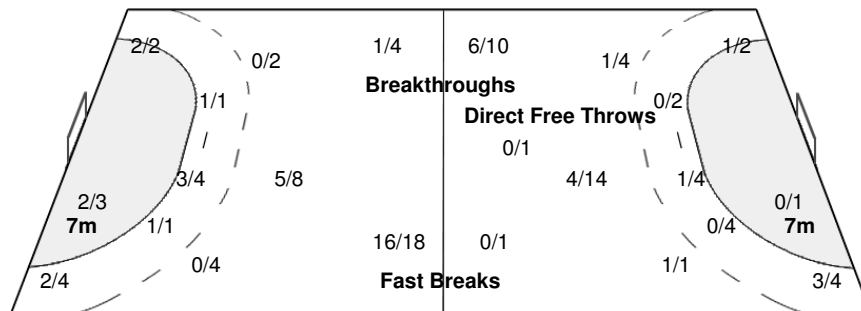 2/2 1/4 6/10 1/2
0/2 1/4
Breakthroughs
1/1 0/2
Direct Free Throws
0/1
3/4 5/8 4/14 1/4
2/3 0/1
7m 1/1 0/4 7m
16/18 0/1
0/4 1/1
2/4 Fast Breaks 3/4